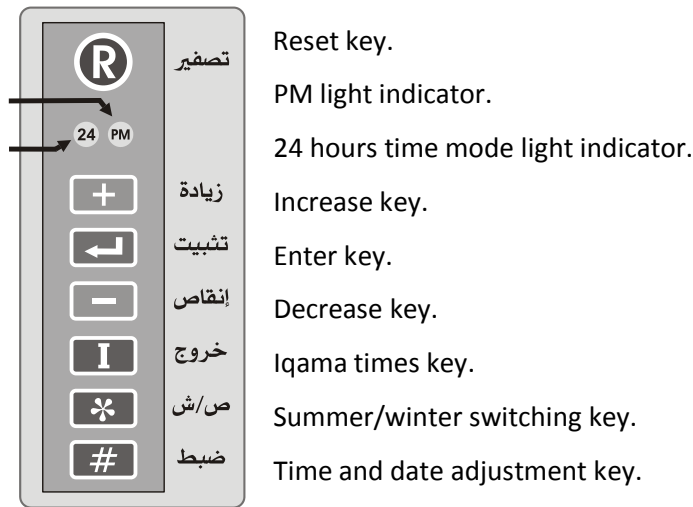 R تصفير Reset key.
PM light indicator.
24 PM
24 hours time mode light indicator.
+ زيادة Increase key.
تثبيت Enter key.
- إنقاص Decrease key.
I خروج Iqama times key.
* ص/ش Summer/winter switching key.
# ضبط Time and date adjustment key.